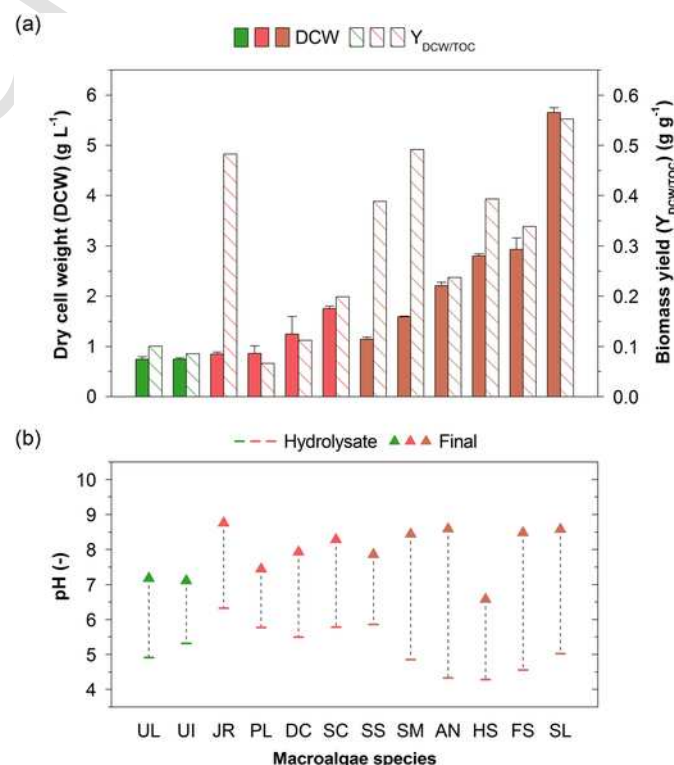 (a)
DCW Y_DCW/TOC
Dry cell weight (DCW) (g L⁻¹)
6
5
4
3
2
1
0
0.6
0.5
0.4
0.3
0.2
0.1
0.0
Biomass yield (Y_DCW/TOC) (g g⁻¹)
(b)
Hydrolysate Final
pH (-)
10
9
8
7
6
5
4
UL UI JR PL DC SC SS SM AN HS FS SL
Macroalgae species